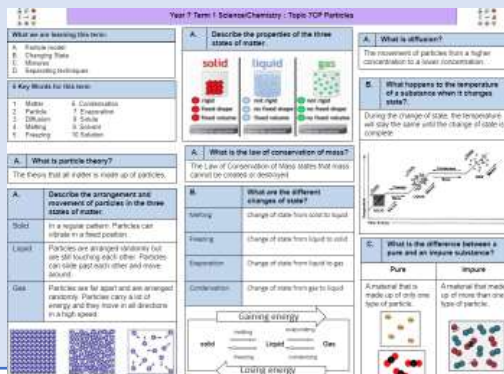 Year 7 Term 1 Science/Chemistry : Topic 7CP Particles
What we are learning this term:
A. Particle model
B. Changing State
C. Mixtures
D. Separating techniques
6 Key Words for this term
1 Matter
2 Particle
3 Diffusion
4 Melting
5 Freezing
6 Condensation
7 Evaporation
8 Solute
9 Solvent
10 Solution
A. What is particle theory?
The theory that all matter is made up of particles.
A. Describe the arrangement and
movement of particles in the three
states of matter.
Solid
In a regular pattern. Particles can
vibrate in a fixed position.
Liquid
Particles are arranged randomly but
are still touching each other. Particles
can slide past each other and move
around.
Gas
Particles are far apart and are arranged
randomly. Particles carry a lot of
energy and they move in all directions
in a high speed.
A. Describe the properties of the three
states of matter.
solid liquid gas
rigid
fixed shape
fixed volume
not rigid
no fixed shape
fixed volume
not rigid
no fixed shape
no fixed volume
A. What is the law of conservation of mass?
The Law of Conservation of Mass states that mass
cannot be created or destroyed.
B. What are the different
changes of state?
Melting
Change of state from solid to liquid
Freezing
Change of state from liquid to solid
Evaporation
Change of state from liquid to gas
Condensation
Change of state from gas to liquid
Gaining energy
melting evaporating
solid Liquid Gas
freezing condensing
Losing energy
A. What is diffusion?
The movement of particles from a higher
concentration to a lower concentration.
B. What happens to the temperature
of a substance when it changes
state?
During the change of state, the temperature
will stay the same until the change of state is
complete.
C. What is the difference between a
pure and an impure substance?
Pure Impure
A material that is
made up of only one
type of particle.
A material that made
up of more than one
type of particle.